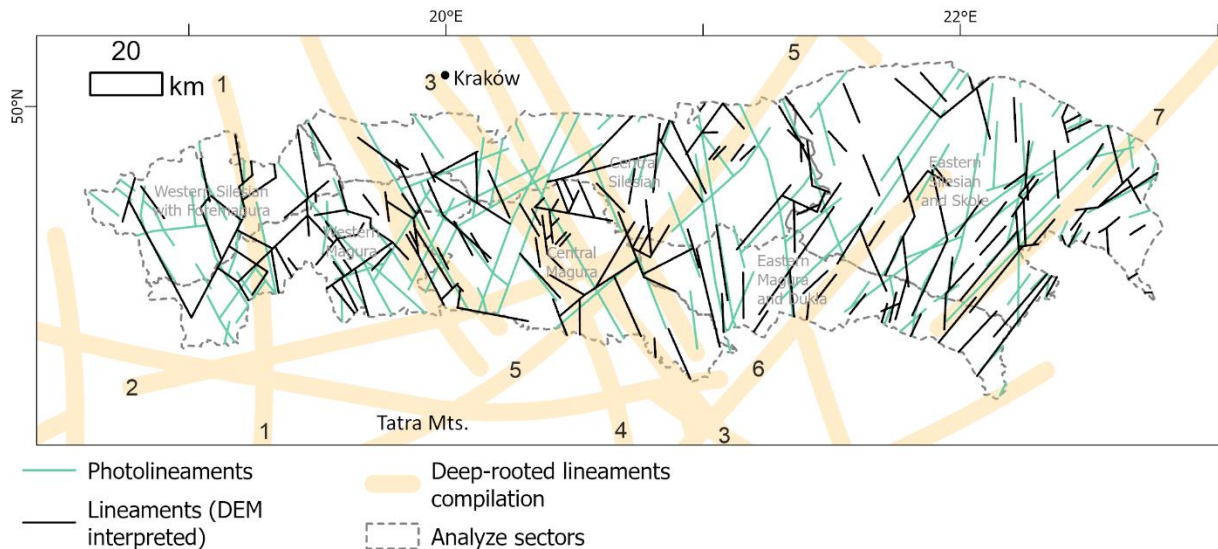 20°E
22°E
50°N
20
km
1
3
Kraków
5
7
Western Silesian
with Foremagura
Central
Silesian
Eastern
Silesian
and Skole
Western
Magura
Central
Magura
Eastern
Magura
and Dukla
2
5
6
1
Tatra Mts.
4
3
Photolineaments
Lineaments (DEM
interpreted)
Deep-rooted lineaments
compilation
Analyze sectors